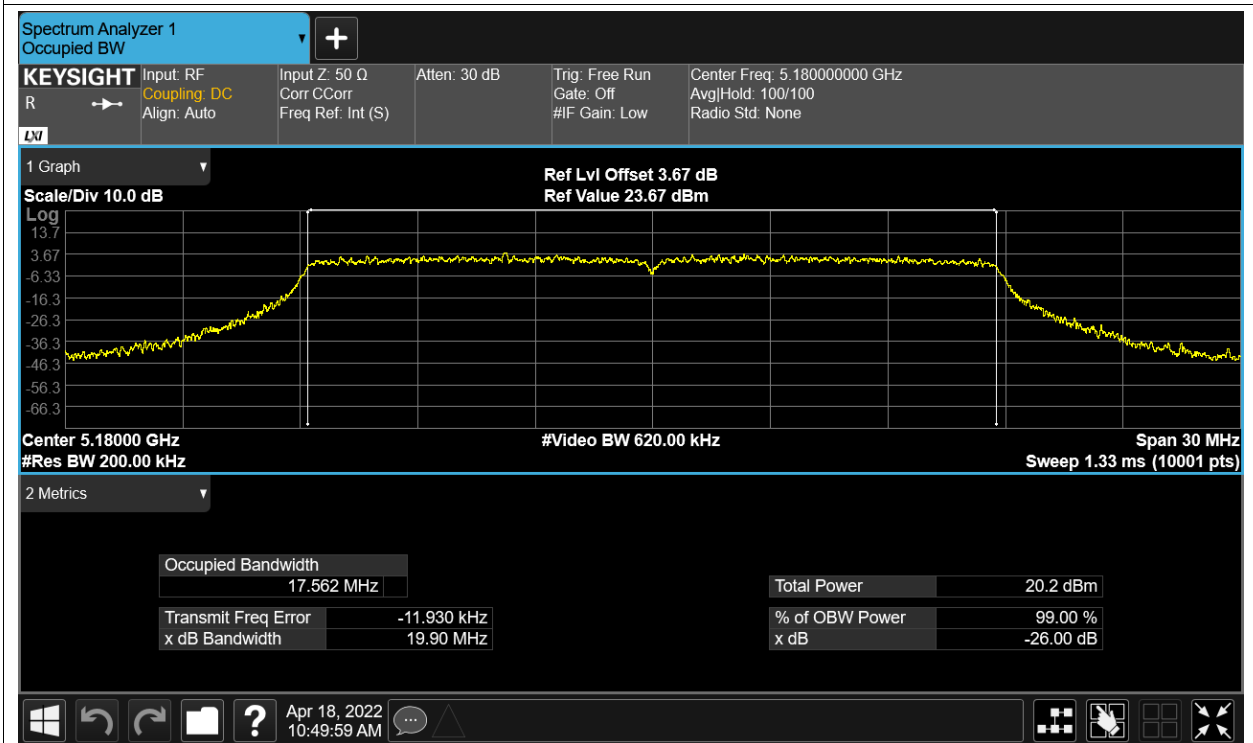 Spectrum Analyzer 1
Occupied BW
KEYSIGHT
R
LXI
Input: RF
Coupling: DC
Align: Auto
Input Z: 50 Ω
Corr CCorr
Freq Ref: Int (S)
Atten: 30 dB
Trig: Free Run
Gate: Off
#IF Gain: Low
Center Freq: 5.180000000 GHz
Avg|Hold: 100/100
Radio Std: None
1 Graph
Scale/Div 10.0 dB
Ref Lvl Offset 3.67 dB
Ref Value 23.67 dBm
Log
13.7
3.67
-6.33
-16.3
-26.3
-36.3
-46.3
-56.3
-66.3
Center 5.18000 GHz
#Video BW 620.00 kHz
Span 30 MHz
#Res BW 200.00 kHz
Sweep 1.33 ms (10001 pts)
2 Metrics
Occupied Bandwidth
17.562 MHz
Total Power 20.2 dBm
Transmit Freq Error -11.930 kHz
% of OBW Power 99.00 %
x dB Bandwidth 19.90 MHz
x dB -26.00 dB
?
Apr 18, 2022
10:49:59 AM